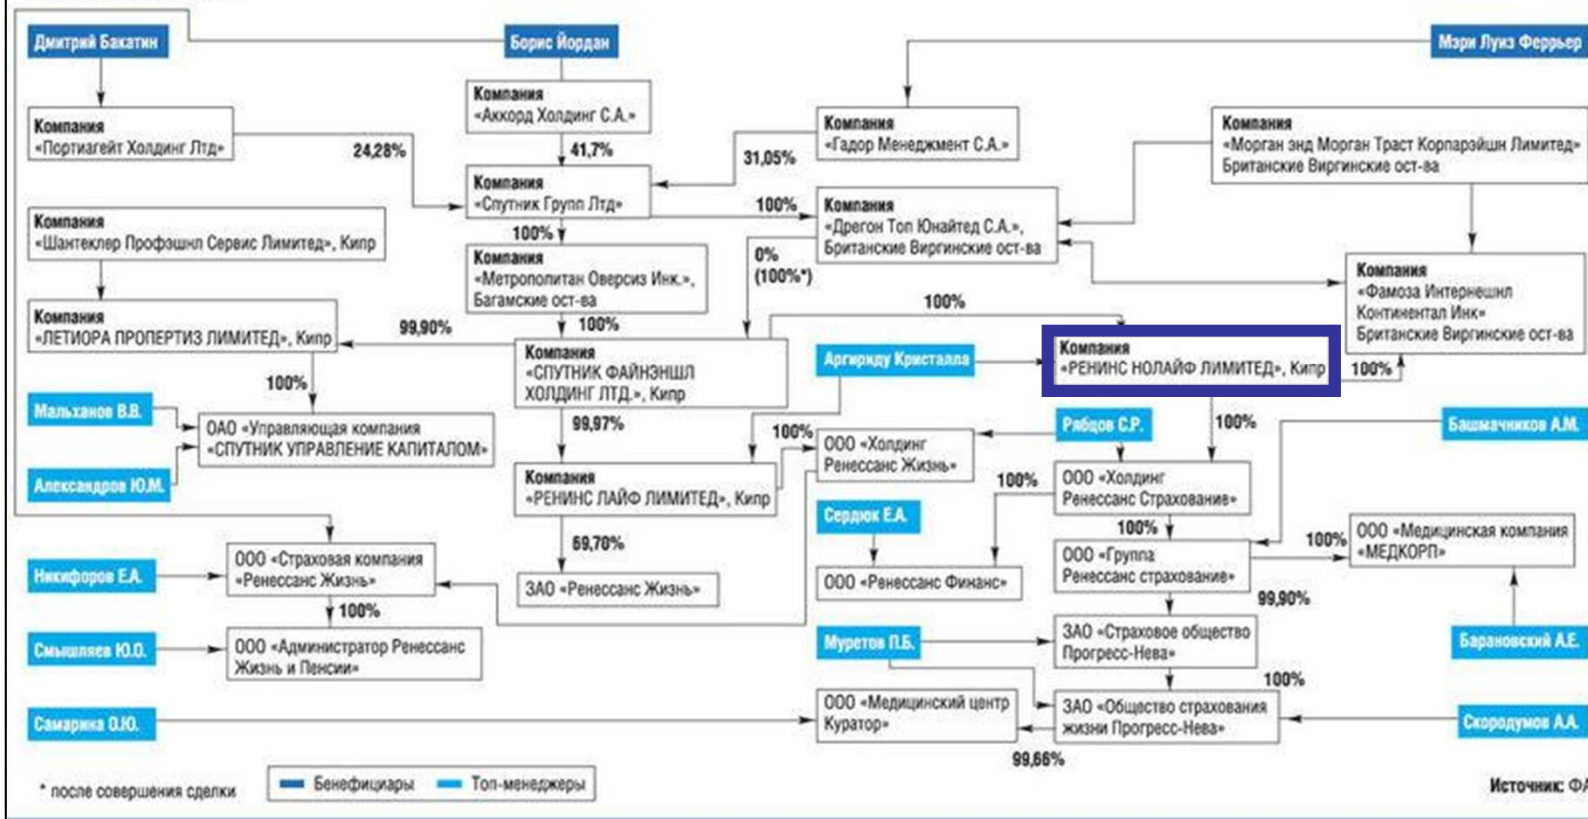 Дмитрий Бакатин
Борис Йордан
Мэри Луиз Феррьер
Компания
«Портиагейт Холдинг Лтд»
Компания
«Аккорд Холдинг С.А.»
Компания
«Гадор Менеджмент С.А.»
Компания
«Морган энд Морган Траст Корпарэйшн Лимитед»
Британские Виргинские ост-ва
24,28%
41,7%
31,05%
Компания
«Спутник Групп Лтд»
100%
Компания
«Дрегон Топ Юнайтед С.А.»,
Британские Виргинские ост-ва
Компания
«Шантеклер Профэшнл Сервис Лимитед», Кипр
100%
Компания
«Метрополитан Оверсиз Инк.»,
Багамские ост-ва
0%
(100%*)
Компания
«Фамоза Интернешнл
Континентал Инк»
Британские Виргинские ост-ва
Компания
«ЛЕТИОРА ПРОПЕРТИЗ ЛИМИТЕД», Кипр
99,90%
100%
100%
Компания
«СПУТНИК ФАЙНЭНШЛ
ХОЛДИНГ ЛТД.», Кипр
Аргириду Кристалла
Компания
«РЕНИНС НОЛАЙФ ЛИМИТЕД», Кипр
100%
100%
Мальханов В.В.
ОАО «Управляющая компания
«СПУТНИК УПРАВЛЕНИЕ КАПИТАЛОМ»
Александров Ю.М.
99,97%
100%
ООО «Холдинг
Ренессанс Жизнь»
Рябцов С.Р.
100%
Башмачников А.М.
Компания
«РЕНИНС ЛАЙФ ЛИМИТЕД», Кипр
100%
ООО «Холдинг
Ренессанс Страхование»
Сердюк Е.А.
100%
69,70%
ООО «Страховая компания
«Ренессанс Жизнь»
Никифоров Е.А.
ЗАО «Ренессанс Жизнь»
ООО «Ренессанс Финанс»
ООО «Группа
Ренессанс страхование»
100%
ООО «Медицинская компания
«МЕДКОРП»
100%
99,90%
Смышляев Ю.О.
ООО «Администратор Ренессанс
Жизнь и Пенсии»
Муретов П.Б.
ЗАО «Страховое общество
Прогресс-Нева»
Барановский А.Е.
100%
Самарина О.Ю.
ООО «Медицинский центр
Куратор»
ЗАО «Общество страхования
жизни Прогресс-Нева»
Скородумов А.А.
99,66%
* после совершения сделки
Бенефициары
Топ-менеджеры
Источник: ФА